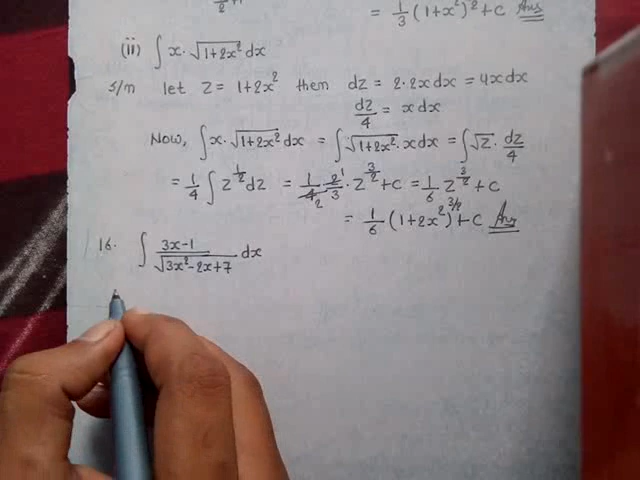 = 1/3 (1+x²)^3/2 + C Ans
(ii) ∫ x · √(1+2x²) dx
s/n let Z = 1+2x² then dz = 2·2x dx = 4x dx
dz/4 = x dx
Now, ∫ x · √(1+2x²) dx = ∫ √(1+2x²) · x dx = ∫ √Z · dz/4
= 1/4 ∫ Z^1/2 dz = 1/4₂ · 2¹/3 · Z^3/2 + C = 1/6 Z^3/2 + C
= 1/6 (1+2x²)^3/2 + C Ans
16. ∫ (3x-1)/√(3x²-2x+7) dx